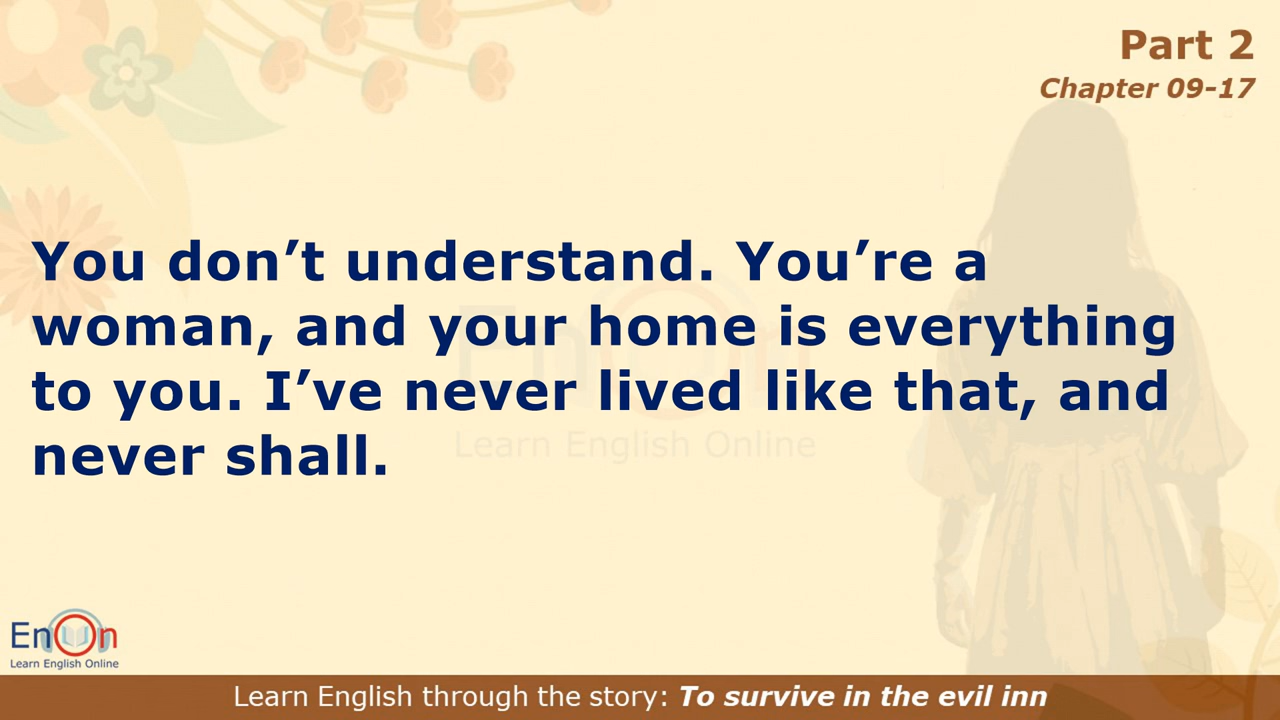 Part 2
Chapter 09-17
You don’t understand. You’re a
woman, and your home is everything
to you. I’ve never lived like that, and
never shall.
EnOn
Learn English Online
EnOn
Learn English Online
Learn English through the story: To survive in the evil inn